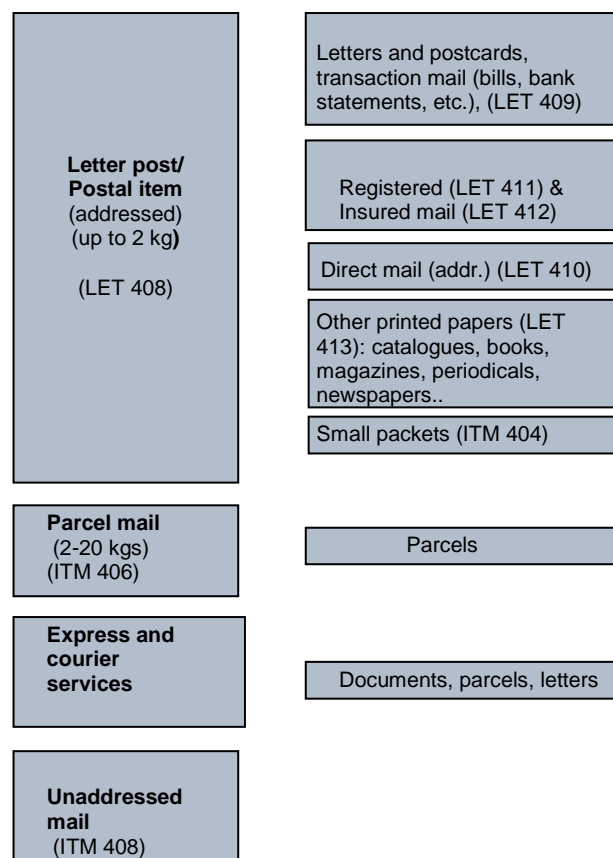 Letter post/
Postal item
(addressed)
(up to 2 kg)
(LET 408)
Letters and postcards,
transaction mail (bills, bank
statements, etc.), (LET 409)
Registered (LET 411) &
Insured mail (LET 412)
Direct mail (addr.) (LET 410)
Other printed papers (LET
413): catalogues, books,
magazines, periodicals,
newspapers..
Small packets (ITM 404)
Parcel mail
(2-20 kgs)
(ITM 406)
Parcels
Express and
courier
services
Documents, parcels, letters
Unaddressed
mail
(ITM 408)